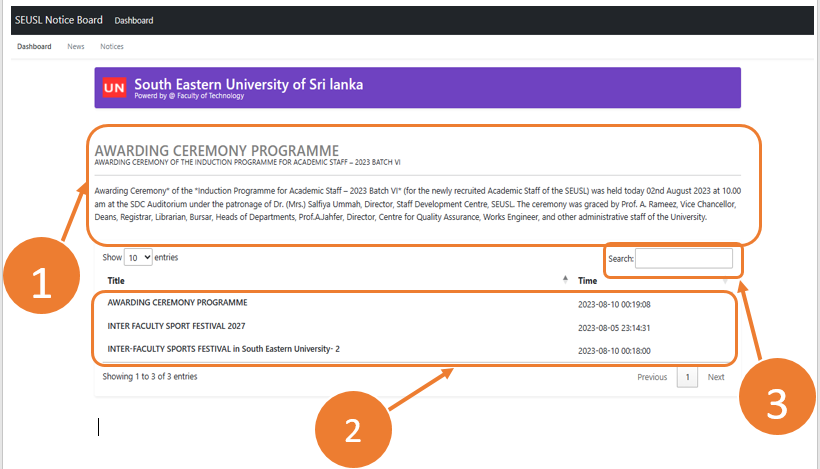 SEUSL Notice Board Dashboard
Dashboard News Notices
UN South Eastern University of Sri lanka
Powerd by @ Faculty of Technology
AWARDING CEREMONY PROGRAMME
AWARDING CEREMONY OF THE INDUCTION PROGRAMME FOR ACADEMIC STAFF – 2023 BATCH VI
Awarding Ceremony* of the *Induction Programme for Academic Staff – 2023 Batch VI* (for the newly recruited Academic Staff of the SEUSL) was held today 02nd August 2023 at 10.00
am at the SDC Auditorium under the patronage of Dr. (Mrs.) Salfiya Ummah, Director, Staff Development Centre, SEUSL. The ceremony was graced by Prof. A. Rameez, Vice Chancellor,
Deans, Registrar, Librarian, Bursar, Heads of Departments, Prof.A.Jahfer, Director, Centre for Quality Assurance, Works Engineer, and other administrative staff of the University.
1
Show 10 entries Search:
Title Time
AWARDING CEREMONY PROGRAMME 2023-08-10 00:19:08
INTER FACULTY SPORT FESTIVAL 2027 2023-08-05 23:14:31
INTER-FACULTY SPORTS FESTIVAL in South Eastern University- 2 2023-08-10 00:18:00
Showing 1 to 3 of 3 entries Previous 1 Next
2
3